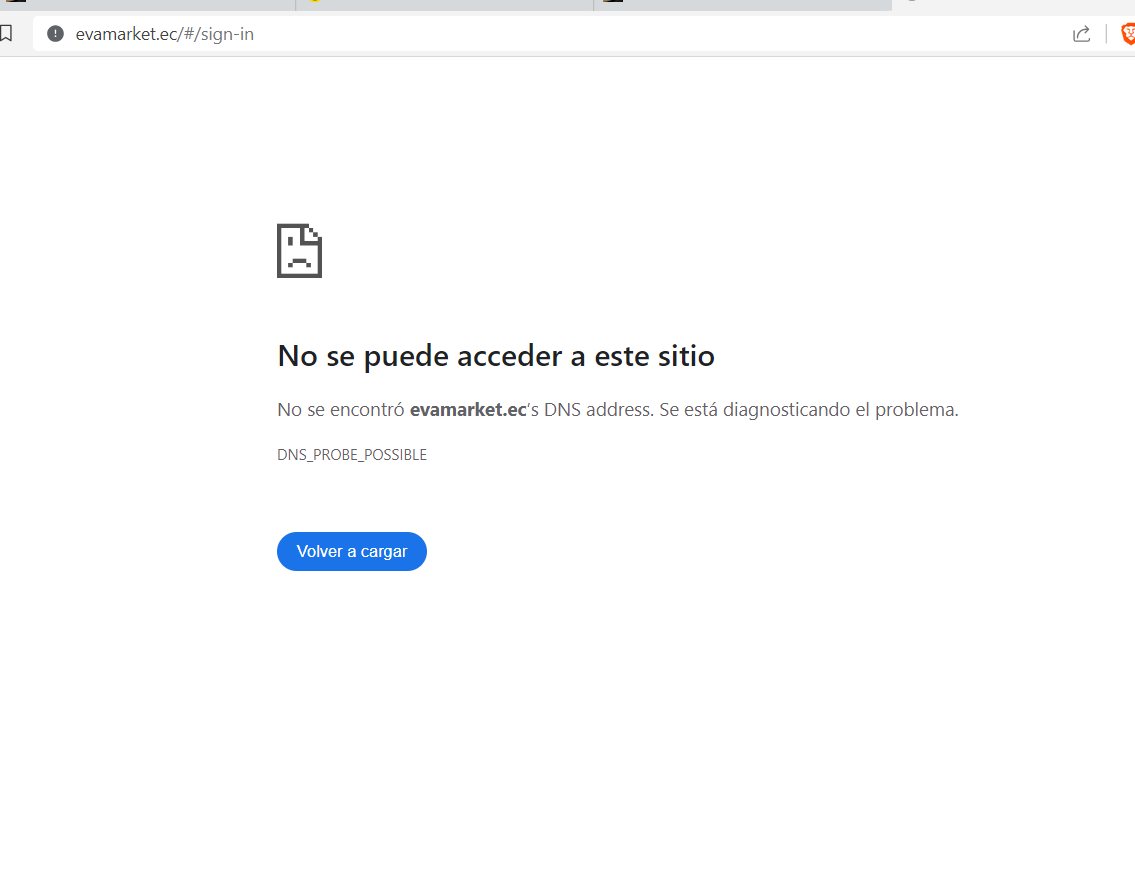 evamarket.ec/#/sign-in
No se puede acceder a este sitio
No se encontró evamarket.ec's DNS address. Se está diagnosticando el problema.
DNS_PROBE_POSSIBLE
Volver a cargar